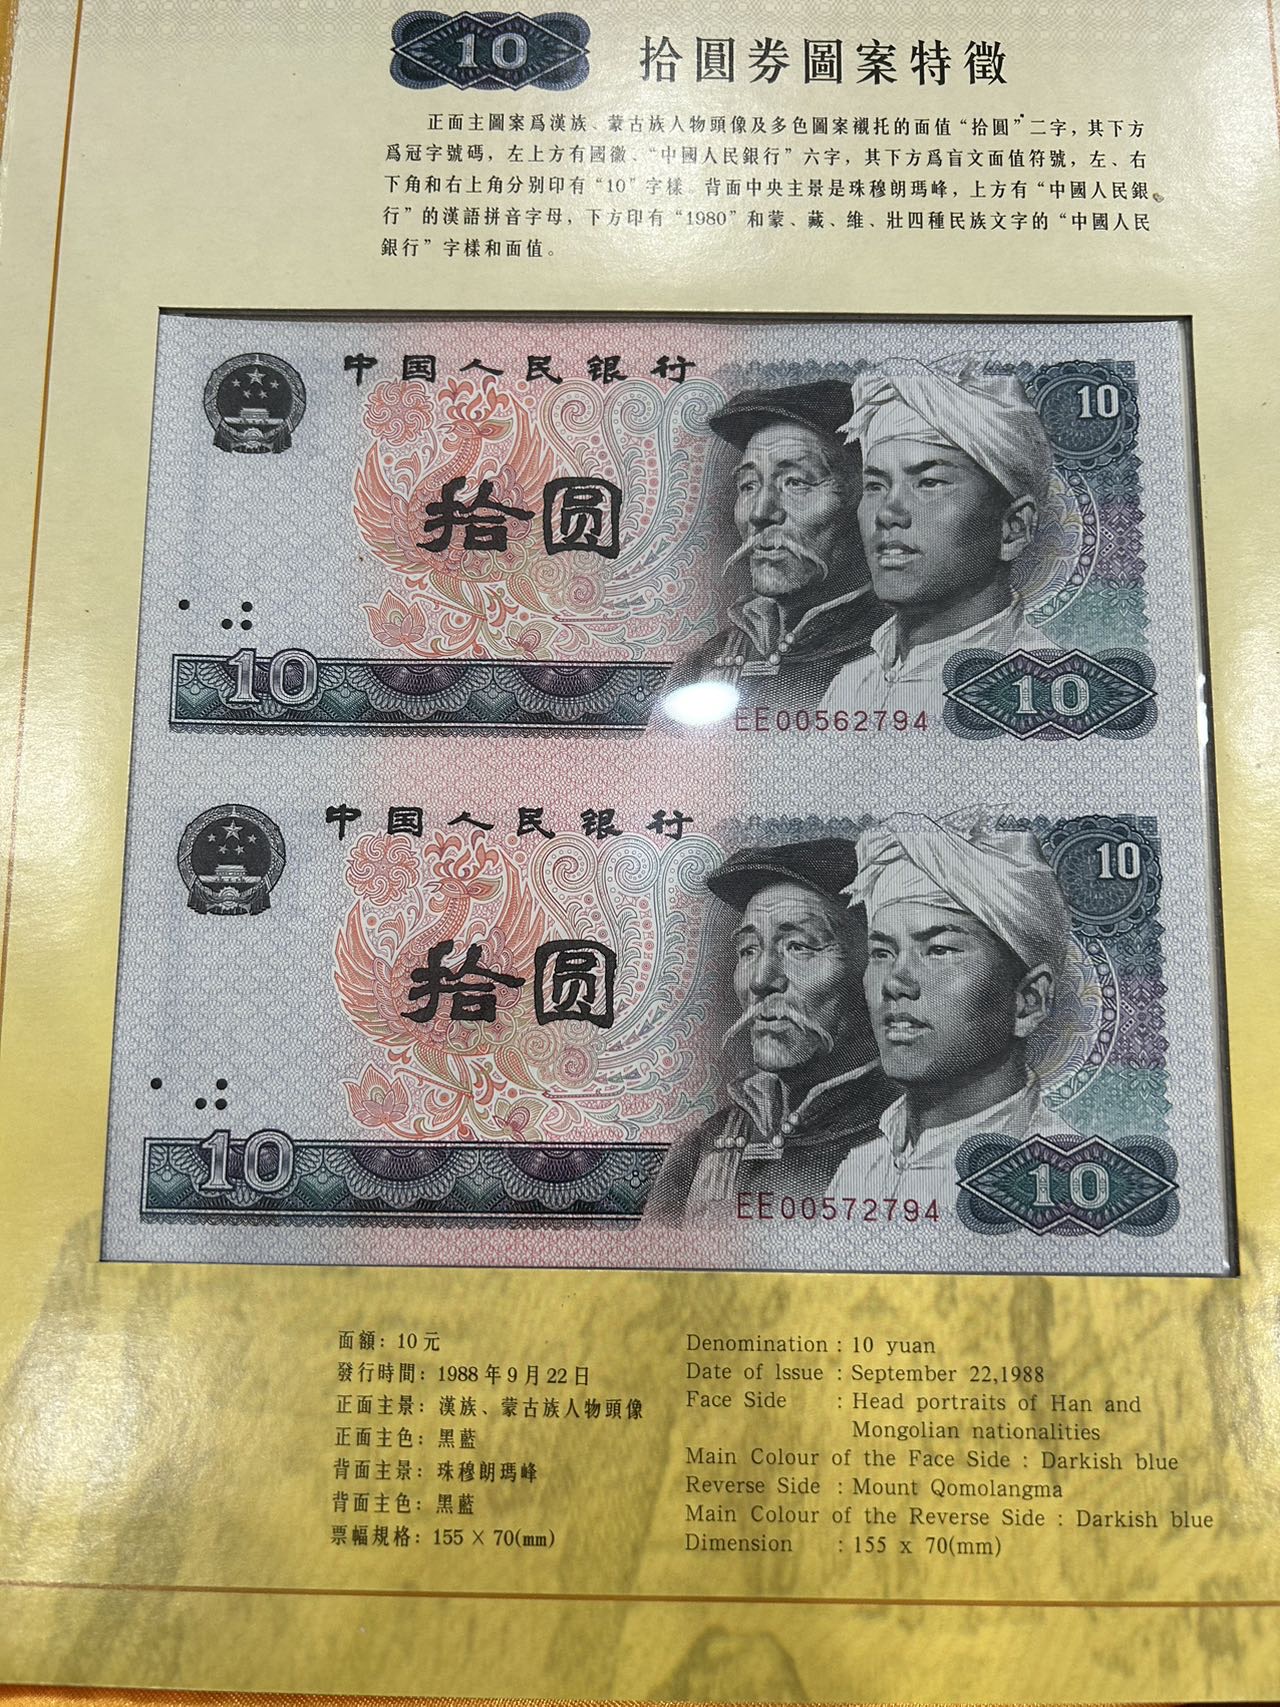 10
拾圓券圖案特徵
正面主圖案爲漢族、蒙古族人物頭像及多色圖案襯托的面值“拾圓”二字，其下方
爲冠字號碼，左上方有國徽、“中國人民銀行”六字，其下方爲盲文面值符號，左、右
下角和右上角分别印有“10”字樣。背面中央主景是珠穆朗瑪峰，上方有“中國人民銀
行”的漢語拼音字母，下方印有“1980”和蒙、藏、維、壯四種民族文字的“中國人民
銀行”字樣和面值。
中国人民银行
10
拾圆
10
10
EE00562794
中国人民银行
10
拾圆
10
10
EE00572794
面額：10元
發行時間：1988年9月22日
正面主景：漢族、蒙古族人物頭像
正面主色：黑藍
背面主景：珠穆朗瑪峰
背面主色：黑藍
票幅規格：155×70(mm)
Denomination : 10 yuan
Date of Issue : September 22,1988
Face Side : Head portraits of Han and
Mongolian nationalities
Main Colour of the Face Side : Darkish blue
Reverse Side : Mount Qomolangma
Main Colour of the Reverse Side : Darkish blue
Dimension : 155 x 70(mm)